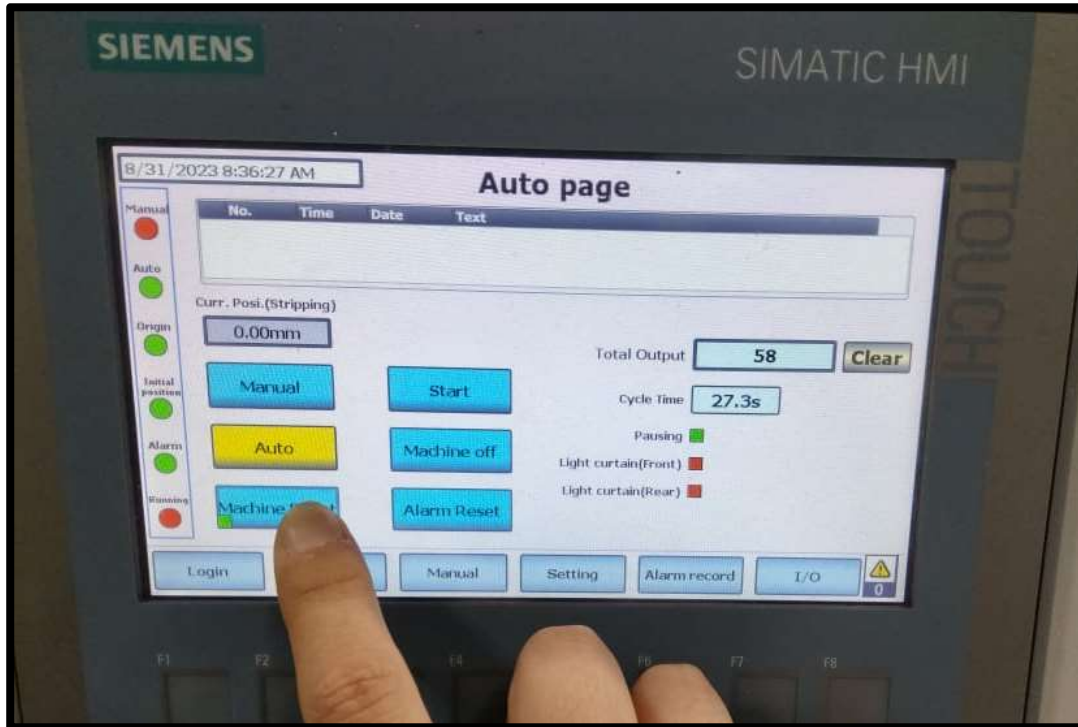 SIEMENS
SIMATIC HMI
TOUCH
8/31/2023 8:36:27 AM
Auto page
No. Time Date Text
Manual
Auto
Origin
Initial
position
Alarm
Running
Curr. Posi.(Stripping)
0.00mm
Total Output 58 Clear
Manual Start
Cycle Time 27.3s
Pausing
Auto Machine off
Light curtain(Front)
Light curtain(Rear)
Machine Alarm Reset
Login Manual Setting Alarm record I/O
0
F1 F2 F4 F6 F7 F8